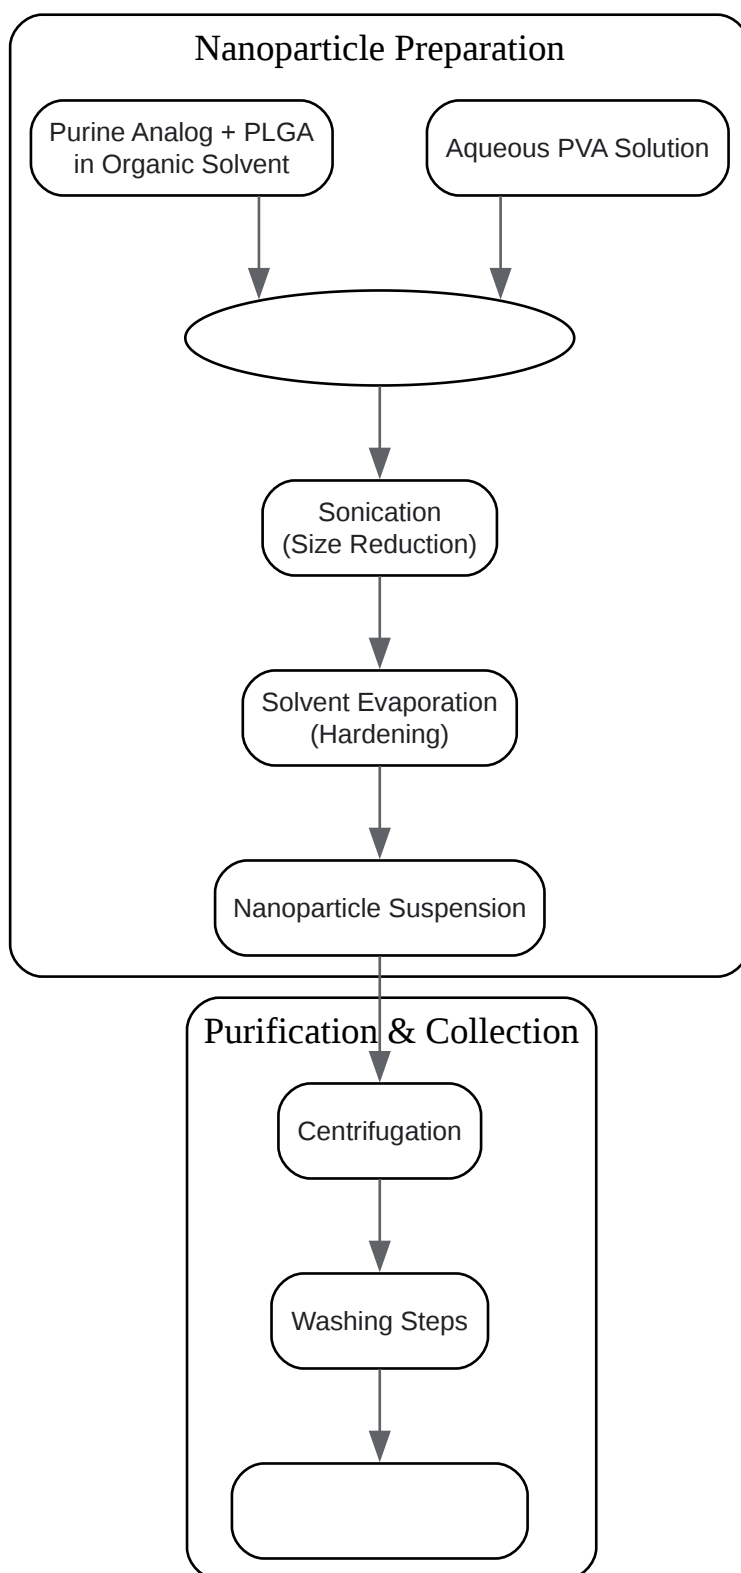 Nanoparticle Preparation
Purine Analog + PLGA
in Organic Solvent
Aqueous PVA Solution
Sonication
(Size Reduction)
Solvent Evaporation
(Hardening)
Nanoparticle Suspension
Purification & Collection
Centrifugation
Washing Steps